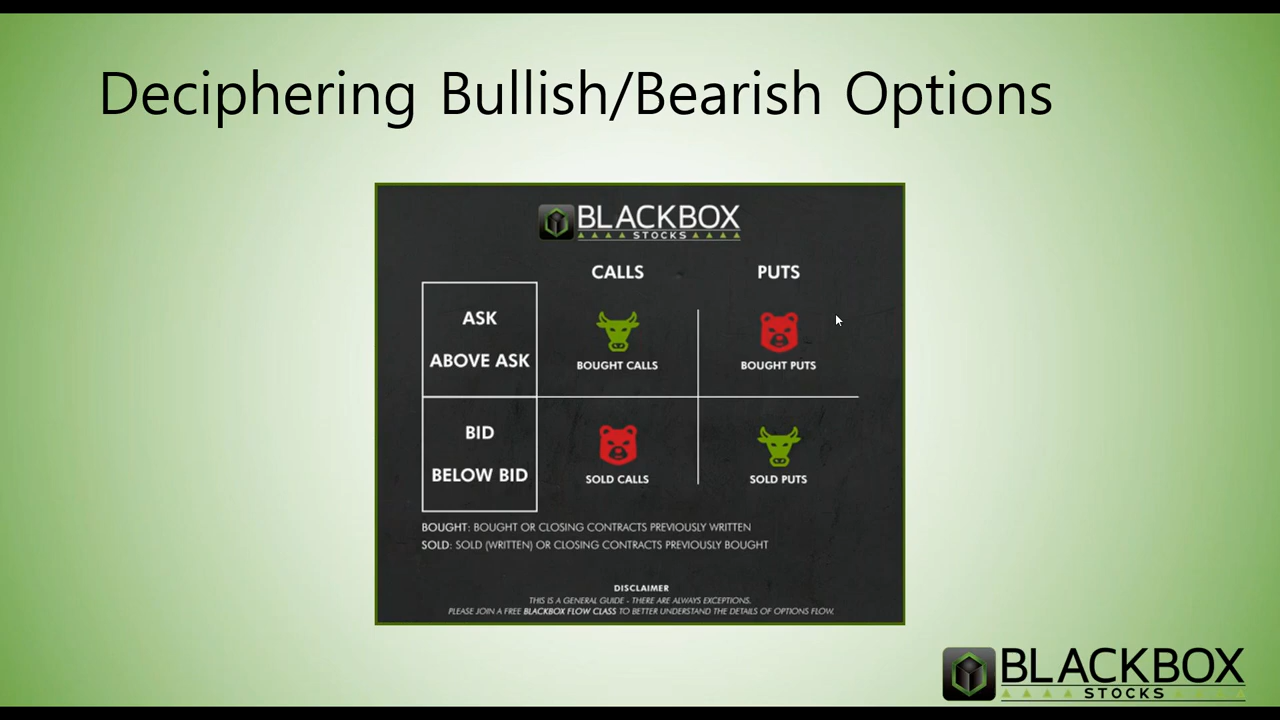 Deciphering Bullish/Bearish Options
BLACKBOX
STOCKS
CALLS PUTS
ASK
ABOVE ASK
BOUGHT CALLS BOUGHT PUTS
BID
BELOW BID
SOLD CALLS SOLD PUTS
BOUGHT: BOUGHT OR CLOSING CONTRACTS PREVIOUSLY WRITTEN
SOLD: SOLD (WRITTEN) OR CLOSING CONTRACTS PREVIOUSLY BOUGHT
DISCLAIMER
THIS IS A GENERAL GUIDE - THERE ARE ALWAYS EXCEPTIONS.
PLEASE JOIN A FREE BLACKBOX FLOW CLASS TO BETTER UNDERSTAND THE DETAILS OF OPTIONS FLOW.
BLACKBOX
STOCKS